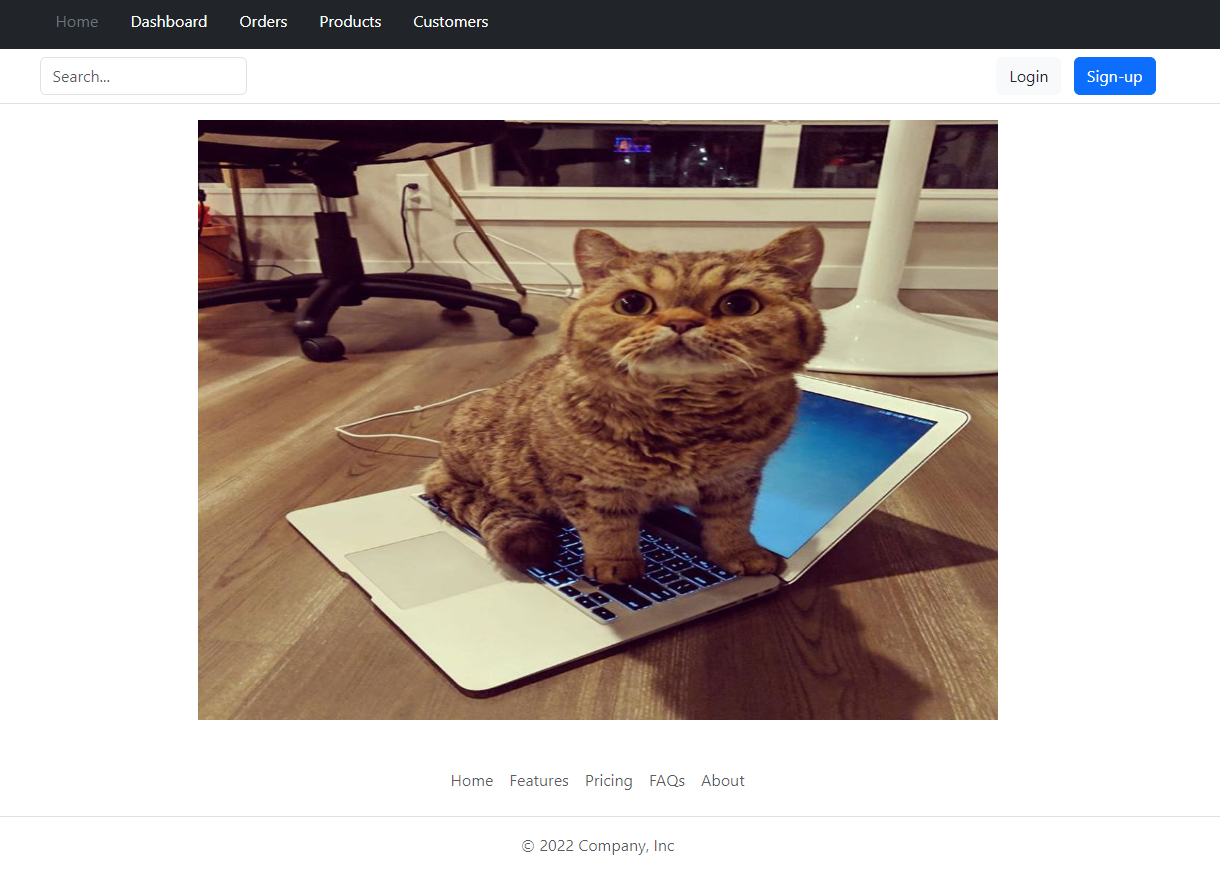 Home Dashboard Orders Products Customers
Search... Login Sign-up
Home Features Pricing FAQs About
© 2022 Company, Inc